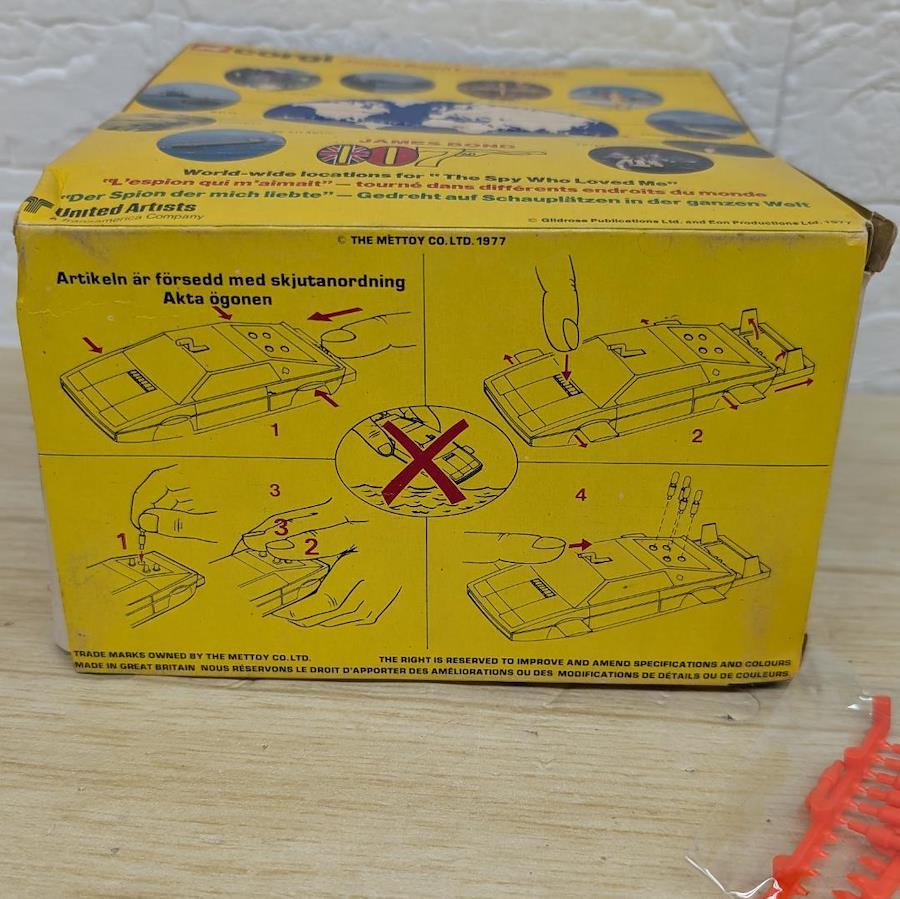 corgi
JAMES BOND
007
World-wide locations for "The Spy Who Loved Me"
"L'espion qui m'aimait" — tourné dans différents endroits du monde
"Der Spion der mich liebte" — Gedreht auf Schauplätzen in der ganzen Welt
United Artists
A Transamerica Company
© Gildrose Publications Ltd. and Eon Productions Ltd. 1977
© THE METTOY CO. LTD. 1977
Artikeln är försedd med skjutanordning
Akta ögonen
1
2
3
4
1
3
2
TRADE MARKS OWNED BY THE METTOY CO. LTD.
THE RIGHT IS RESERVED TO IMPROVE AND AMEND SPECIFICATIONS AND COLOURS
MADE IN GREAT BRITAIN NOUS RÉSERVONS LE DROIT D'APPORTER DES AMÉLIORATIONS OU DES MODIFICATIONS DE DÉTAILS OU DE COULEURS